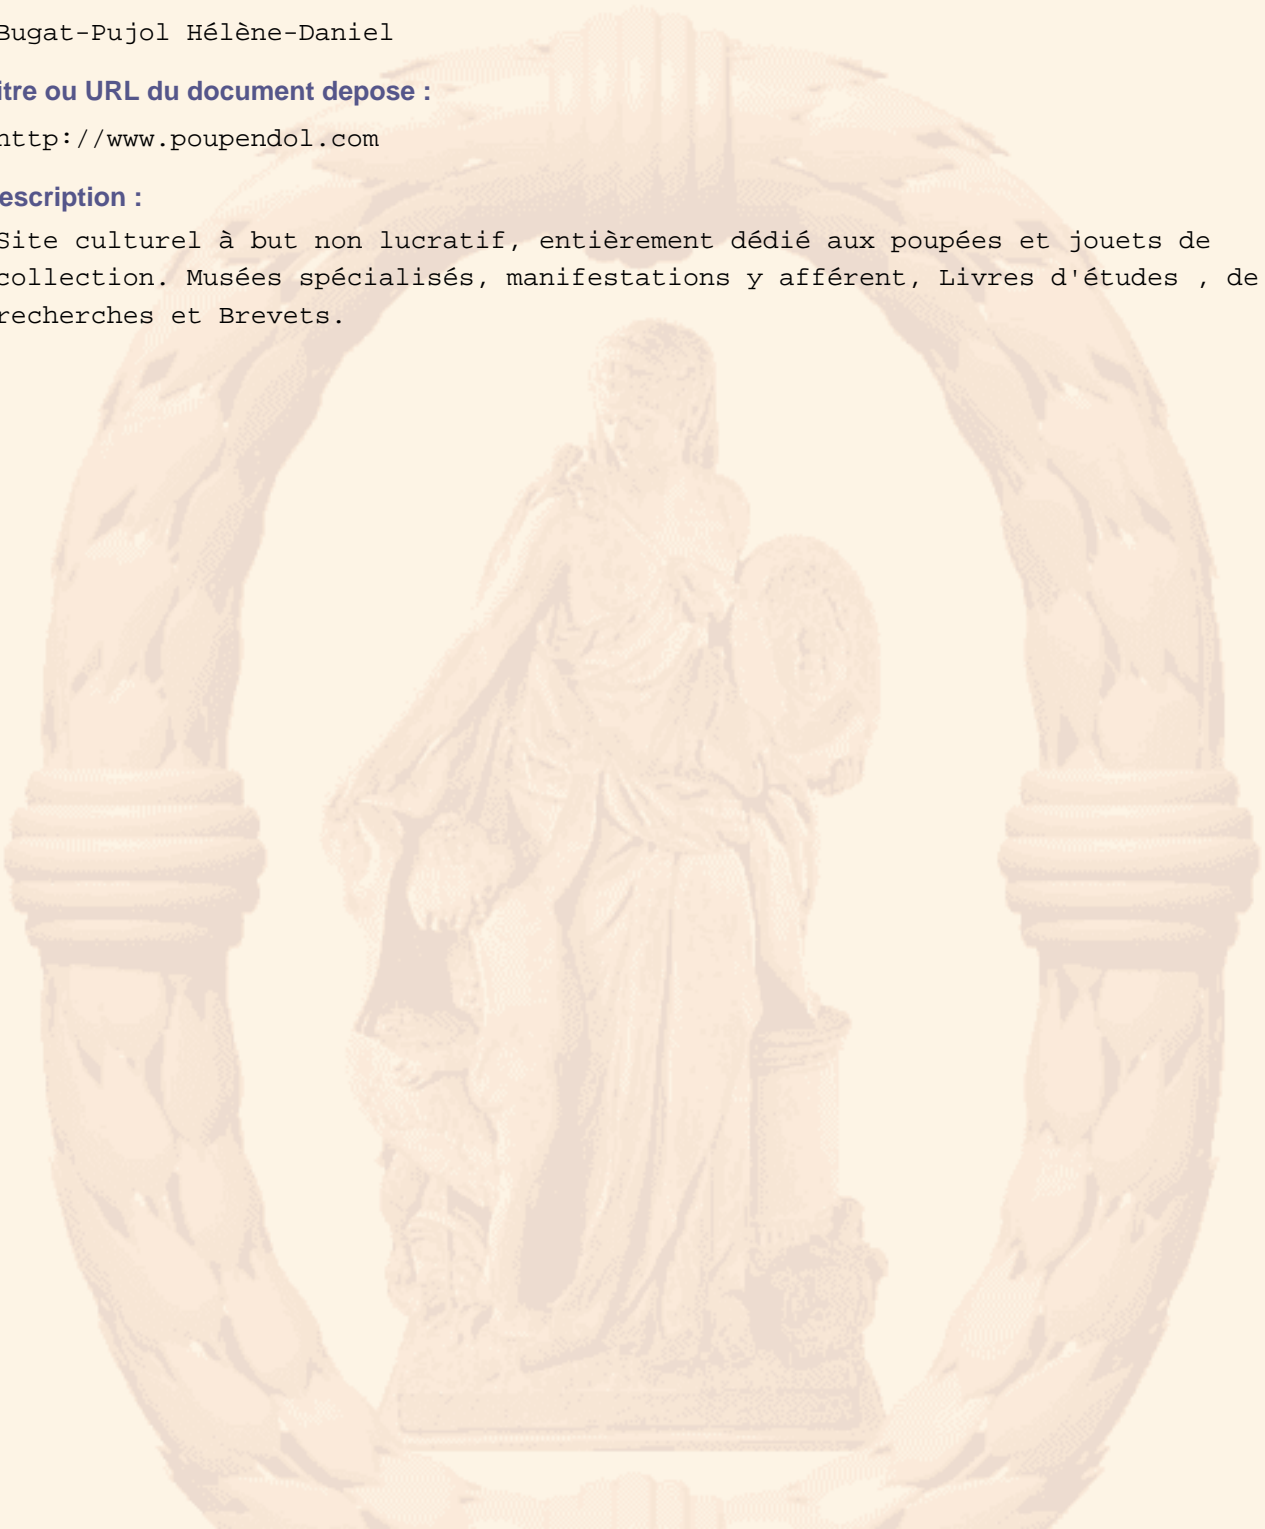 Bugat-Pujol Hélène-Daniel
itre ou URL du document depose :
http://www.poupendol.com
escription :
Site culturel à but non lucratif, entièrement dédié aux poupées et jouets de
collection. Musées spécialisés, manifestations y afférent, Livres d'études , de
recherches et Brevets.